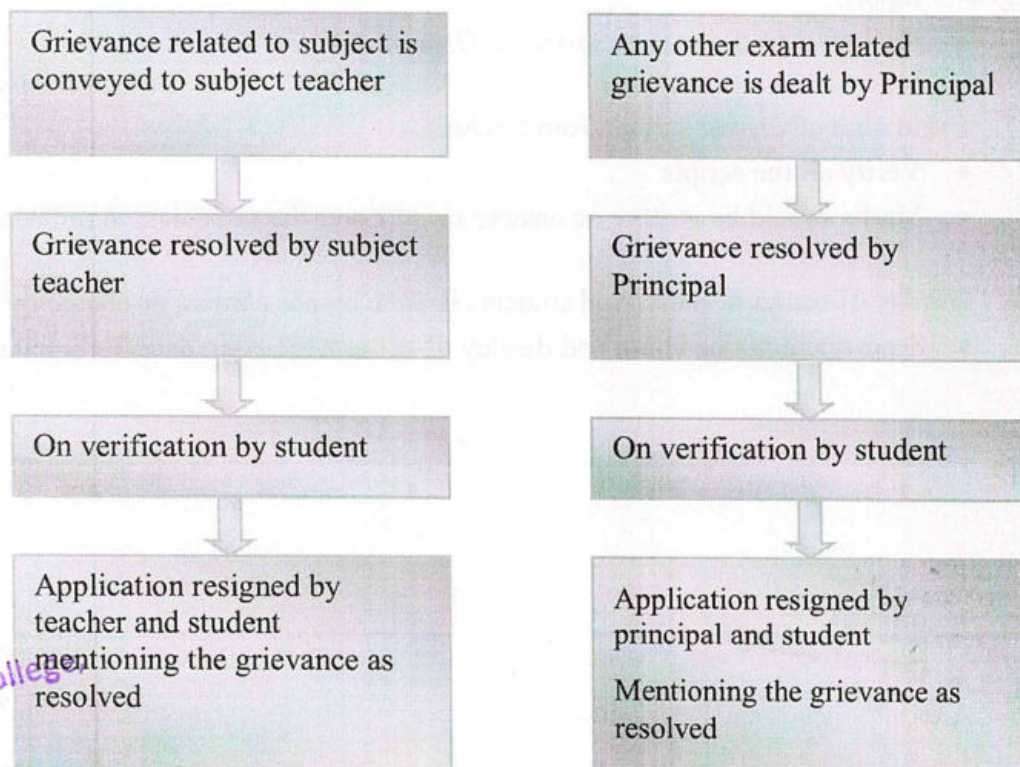 Grievance related to subject is
conveyed to subject teacher
Grievance resolved by subject
teacher
On verification by student
Application resigned by
teacher and student
mentioning the grievance as
resolved
Any other exam related
grievance is dealt by Principal
Grievance resolved by
Principal
On verification by student
Application resigned by
principal and student
Mentioning the grievance as
resolved